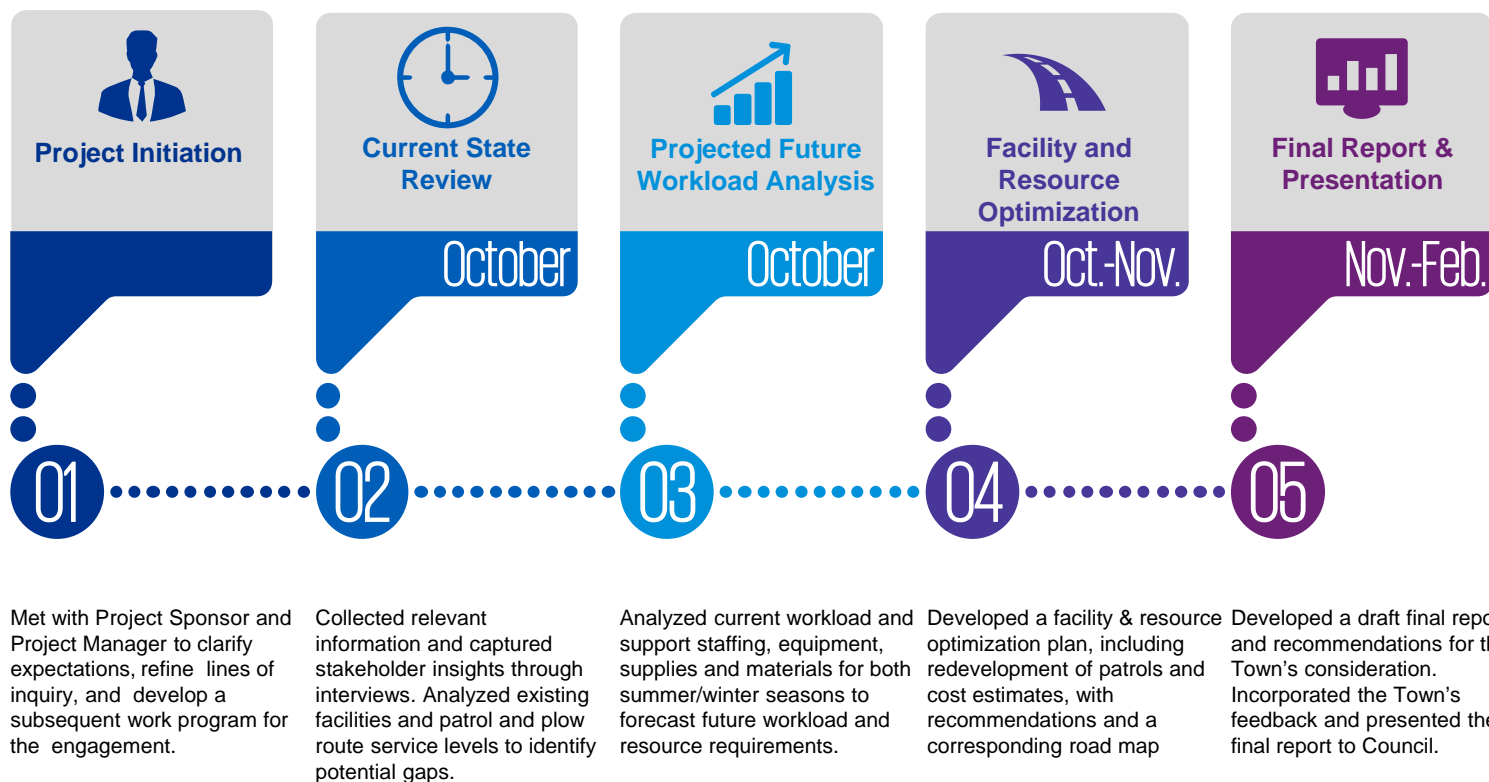 Project Initiation
01
Met with Project Sponsor and
Project Manager to clarify
expectations, refine lines of
inquiry, and develop a
subsequent work program for
the engagement.
Current State
Review
October
02
Collected relevant
information and captured
stakeholder insights through
interviews. Analyzed existing
facilities and patrol and plow
route service levels to identify
potential gaps.
Projected Future
Workload Analysis
October
03
Analyzed current workload and
support staffing, equipment,
supplies and materials for both
summer/winter seasons to
forecast future workload and
resource requirements.
Facility and
Resource
Optimization
Oct.-Nov.
04
Developed a facility & resource
optimization plan, including
redevelopment of patrols and
cost estimates, with
recommendations and a
corresponding road map
Final Report &
Presentation
Nov.-Feb.
05
Developed a draft final
and recommendations for
Town's consideration.
Incorporated the Town's
feedback and presented
final report to Council.